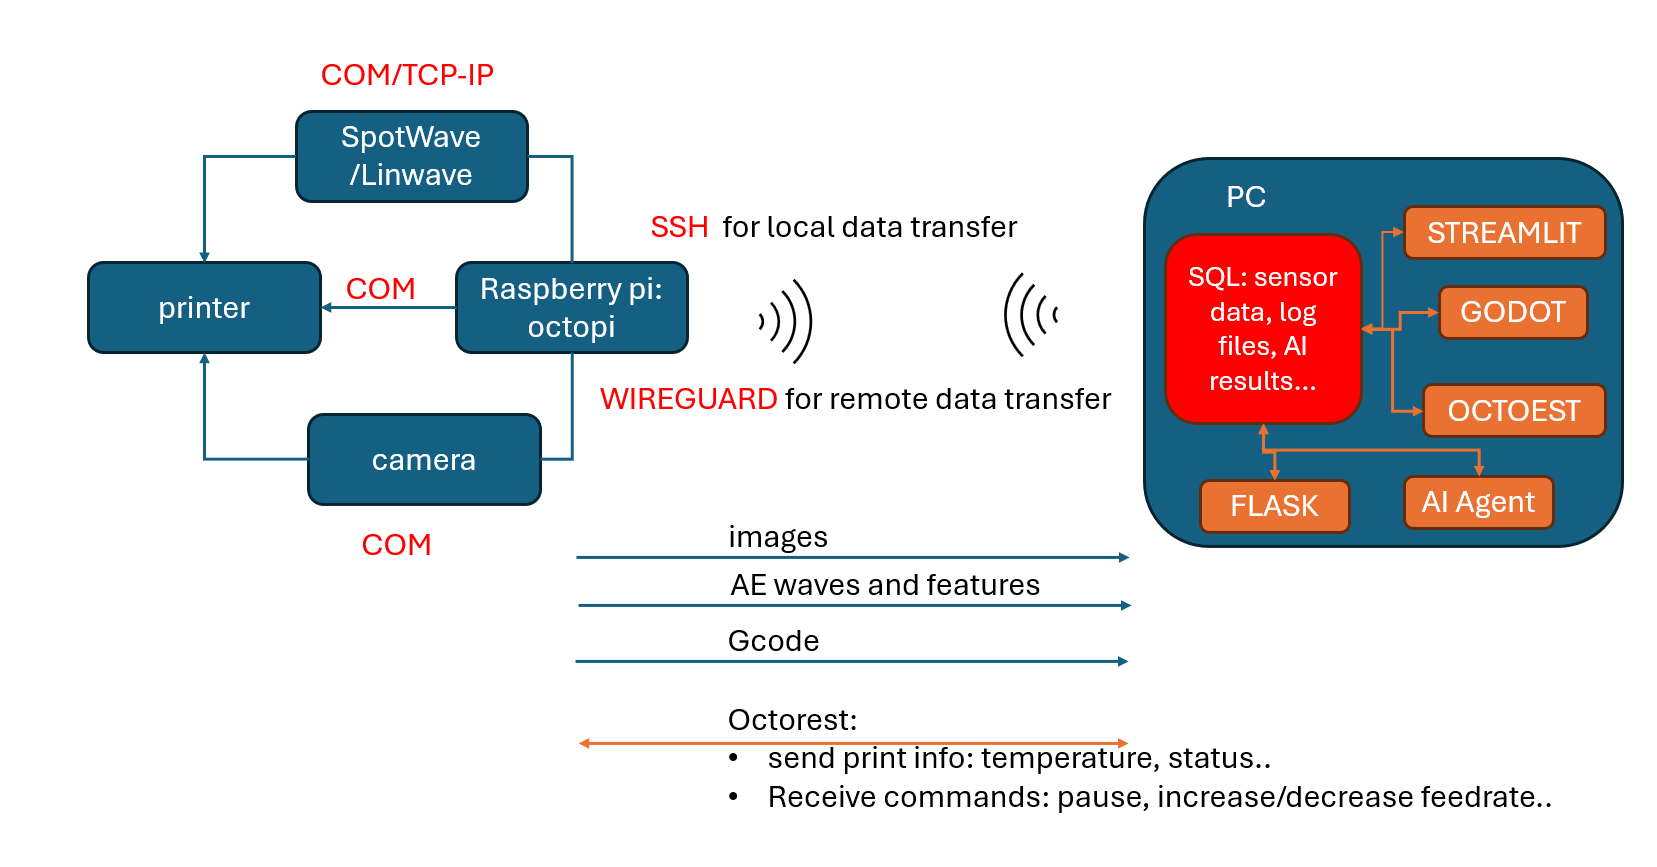 COM/TCP-IP
SpotWave
/Linwave
printer
COM
Raspberry pi:
octopi
camera
COM
SSH for local data transfer
WIREGUARD for remote data transfer
PC
SQL: sensor
data, log
files, AI
results...
STREAMLIT
GODOT
OCTOEST
FLASK
AI Agent
images
AE waves and features
Gcode
Octorest:
• send print info: temperature, status..
• Receive commands: pause, increase/decrease feedrate..